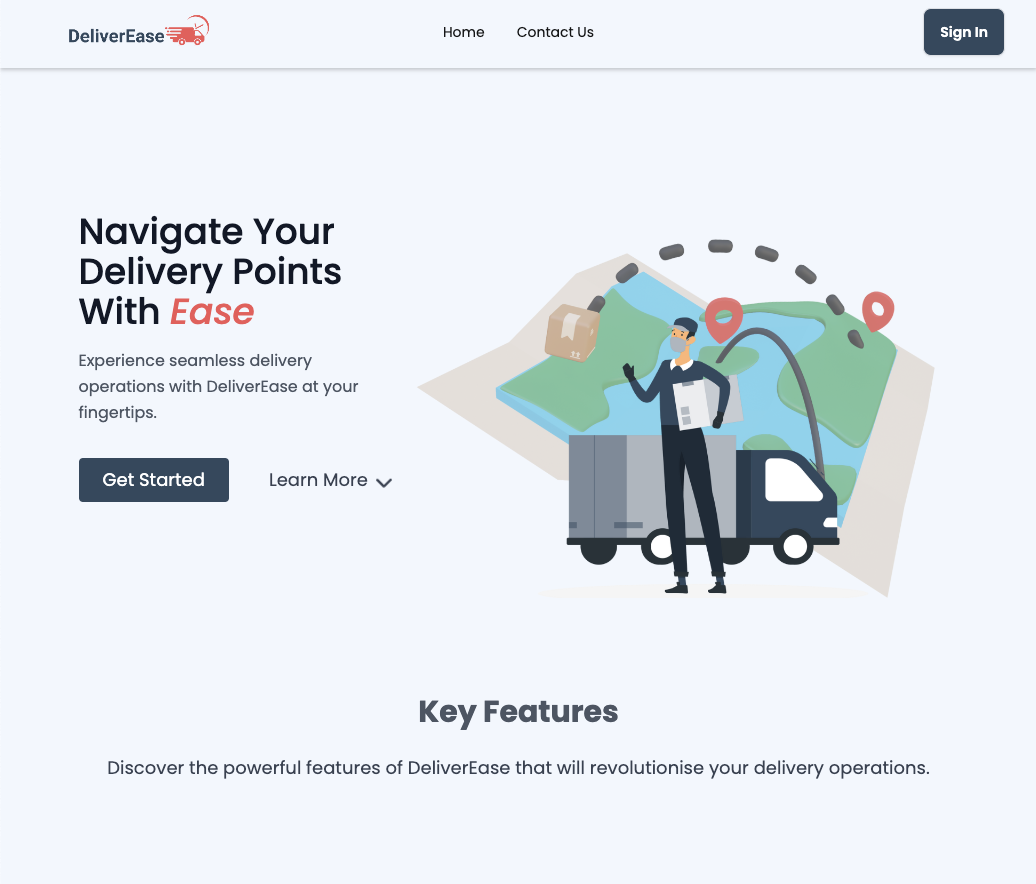 DeliverEase
Home
Contact Us
Sign In
Navigate Your
Delivery Points
With Ease
Experience seamless delivery
operations with DeliverEase at your
fingertips.
Get Started
Learn More
Key Features
Discover the powerful features of DeliverEase that will revolutionise your delivery operations.